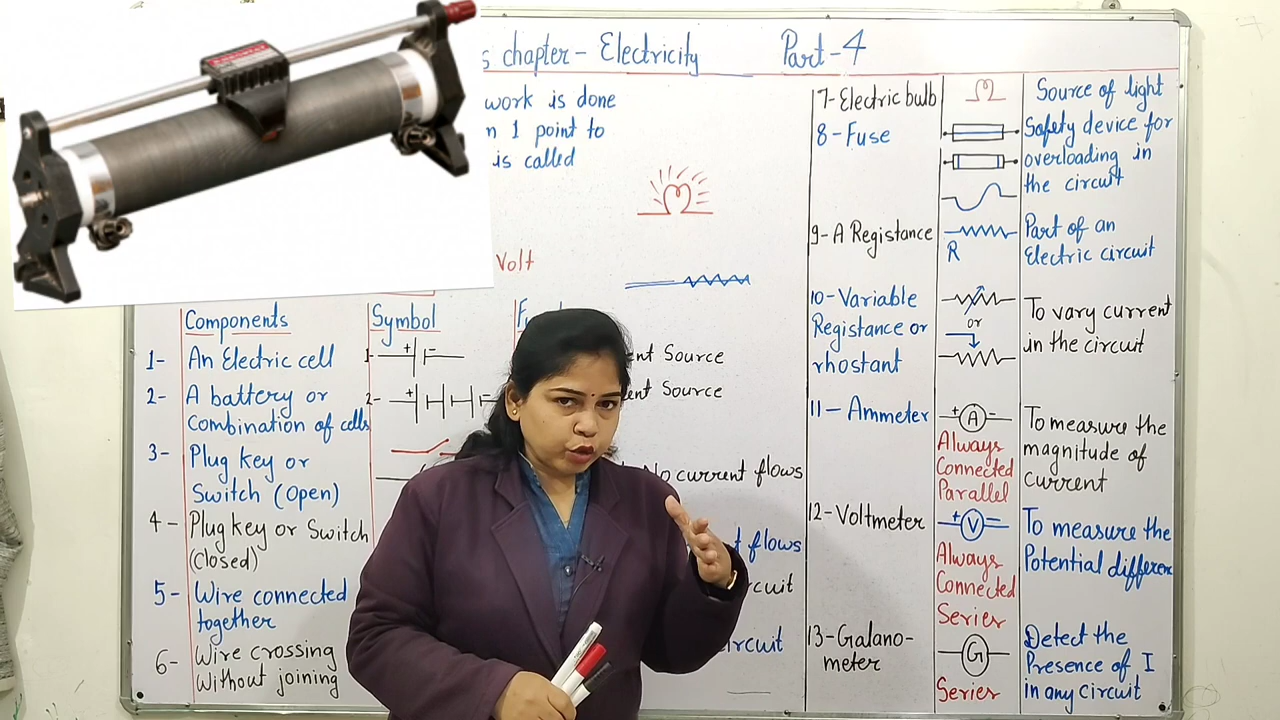 s chapter - Electricity Part-4
work is done
n 1 point to
is called
Volt
Components Symbol
1- An Electric cell 1- + - ent Source
2- A battery or 2- + - ent Source
Combination of cells
3- Plug key or
Switch (Open) No current flows
4- Plug key or Switch
(Closed) flows
5- Wire connected
together
6- Wire crossing
without joining
7-Electric bulb Source of light
8-Fuse Safety device for
overloading in
the circuit
9-A Registance R Part of an
Electric circuit
10-Variable
Registance or
rhostant
or
To vary current
in the circuit
11-Ammeter + A -
Always
Connected
Parallel
To measure the
magnitude of
current
12-Voltmeter + V -
Always
Connected
Series
To measure the
Potential differen
13-Galano-
meter
G
Series
Detect the
Presence of I
in any circuit